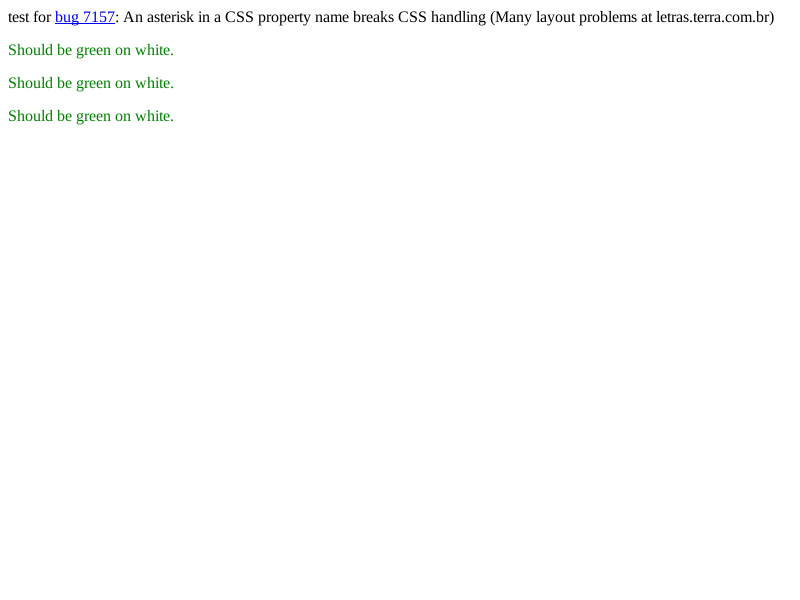 test for bug 7157: An asterisk in a CSS property name breaks CSS handling (Many layout problems at letras.terra.com.br)
Should be green on white.
Should be green on white.
Should be green on white.